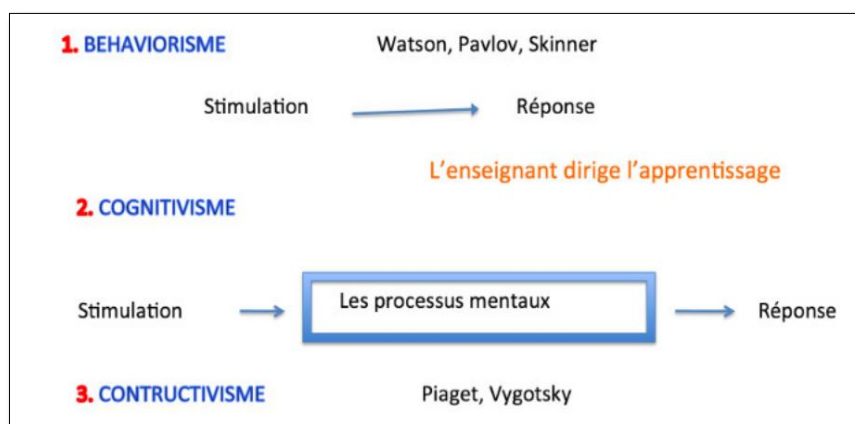 1. BEHAVIORISME Watson, Pavlov, Skinner
Stimulation Réponse
L'enseignant dirige l'apprentissage
2. COGNITIVISME
Stimulation Les processus mentaux Réponse
3. CONTRUCTIVISME Piaget, Vygotsky